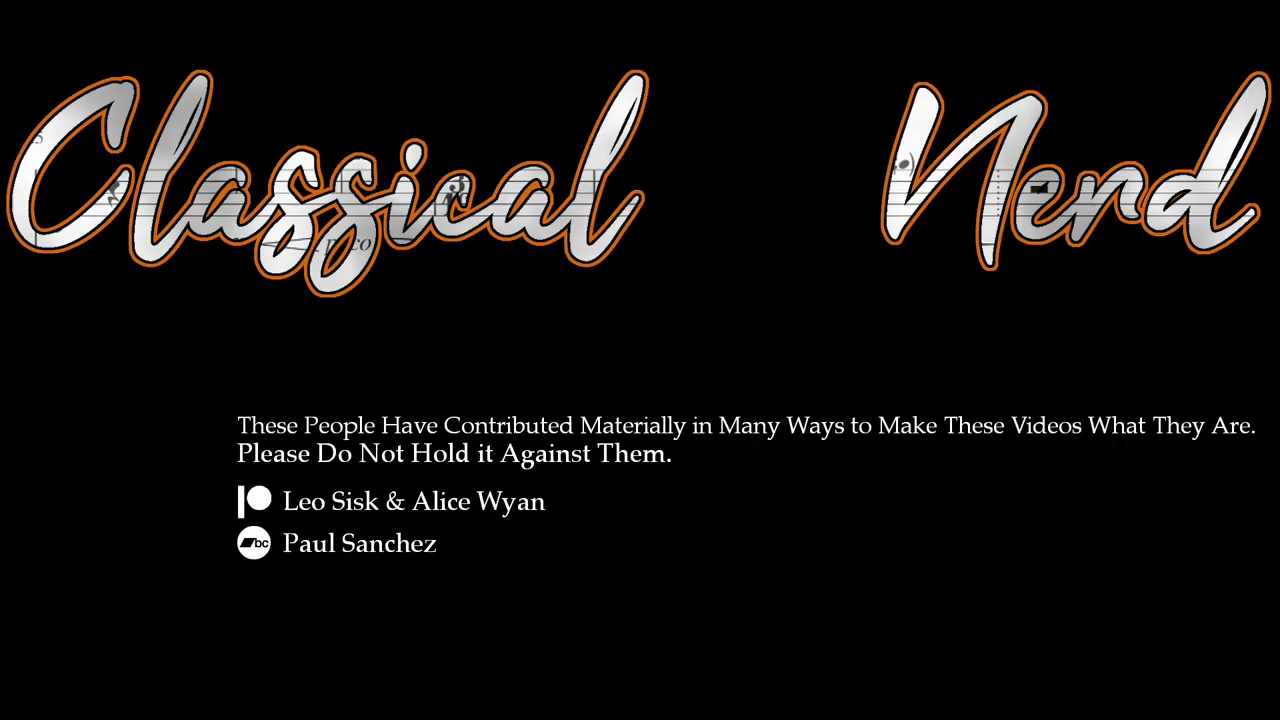 Classical Nerd
These People Have Contributed Materially in Many Ways to Make These Videos What They Are.
Please Do Not Hold it Against Them.
Leo Sisk & Alice Wyan
bc Paul Sanchez